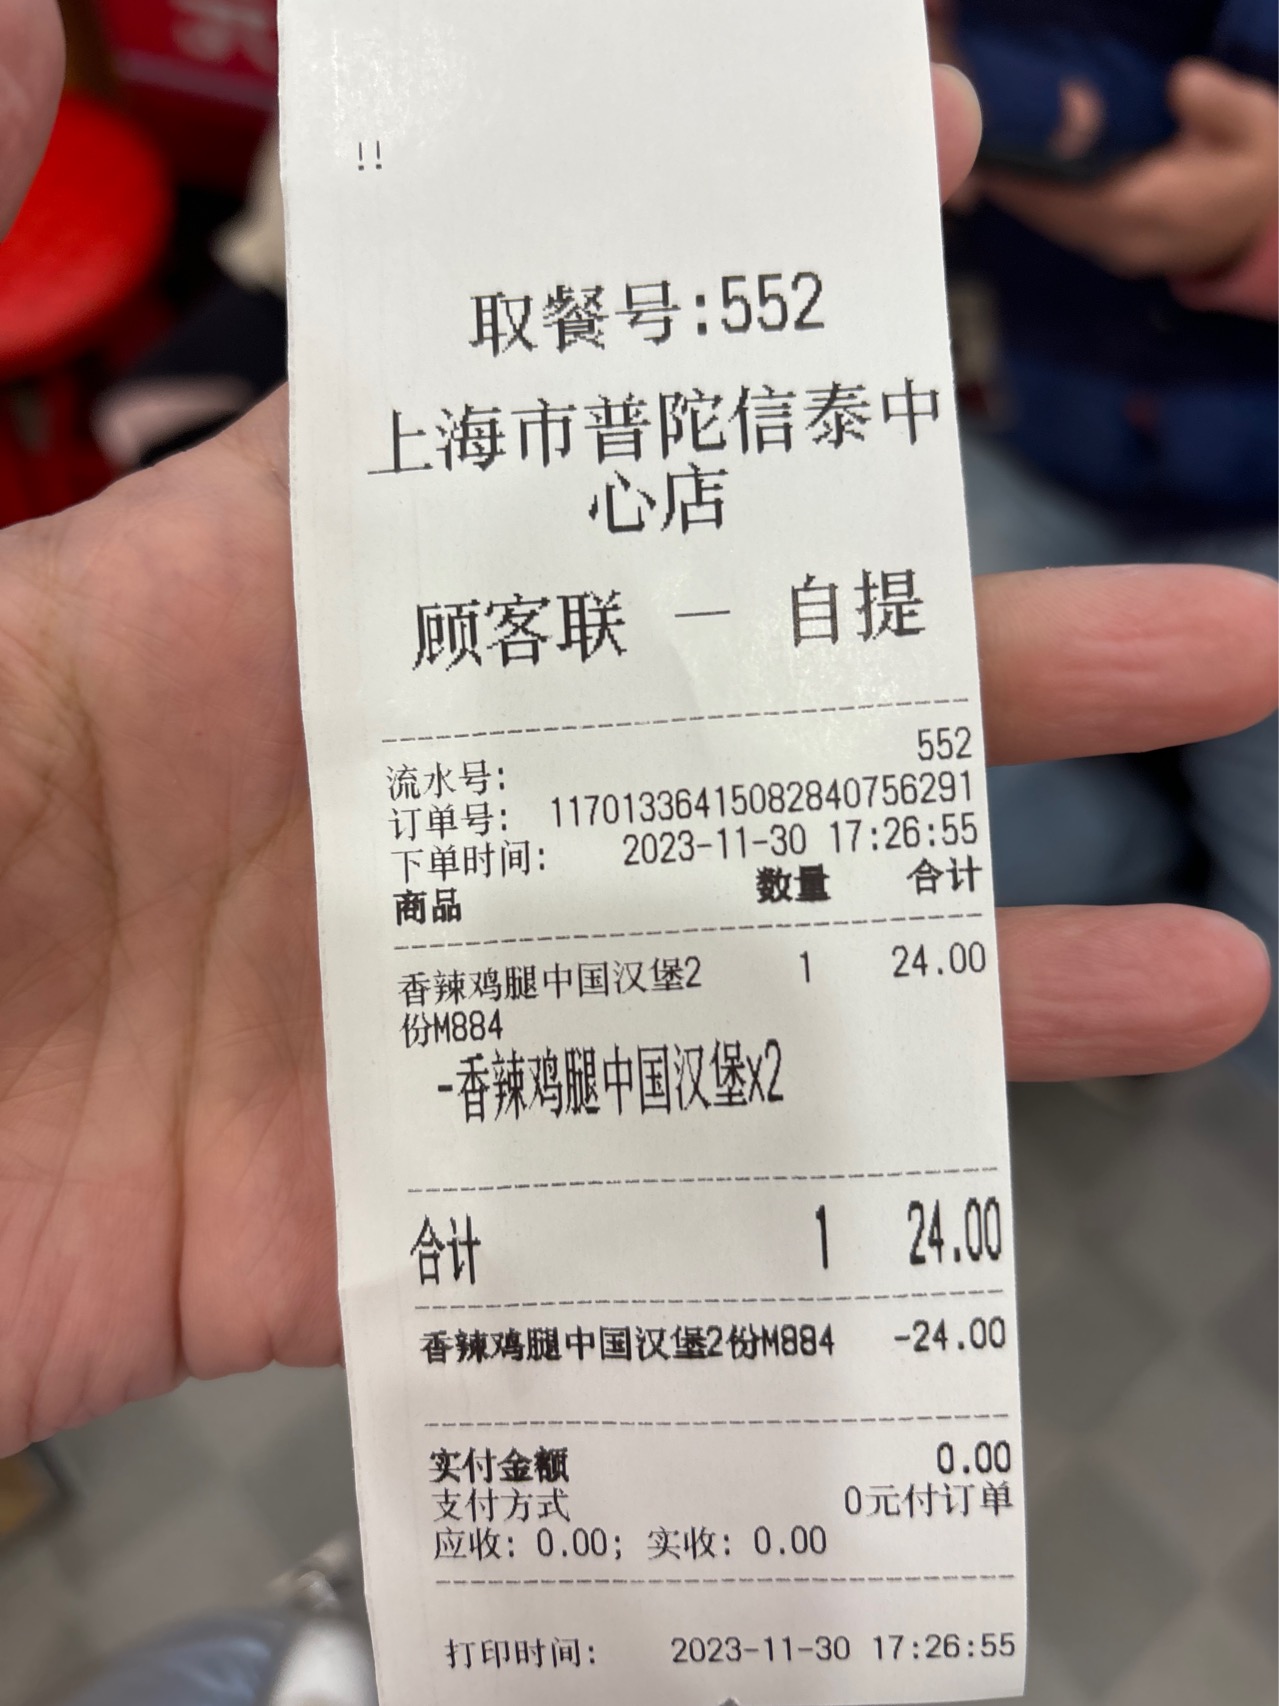 !!
取餐号:552
上海市普陀信泰中
心店
顾客联 — 自提
流水号: 552
订单号: 11701336415082840756291
下单时间: 2023-11-30 17:26:55
商品 数量 合计
香辣鸡腿中国汉堡2 1 24.00
份M884
-香辣鸡腿中国汉堡x2
合计 1 24.00
香辣鸡腿中国汉堡2份M884 -24.00
实付金额 0.00
支付方式 0元付订单
应收: 0.00; 实收: 0.00
打印时间: 2023-11-30 17:26:55